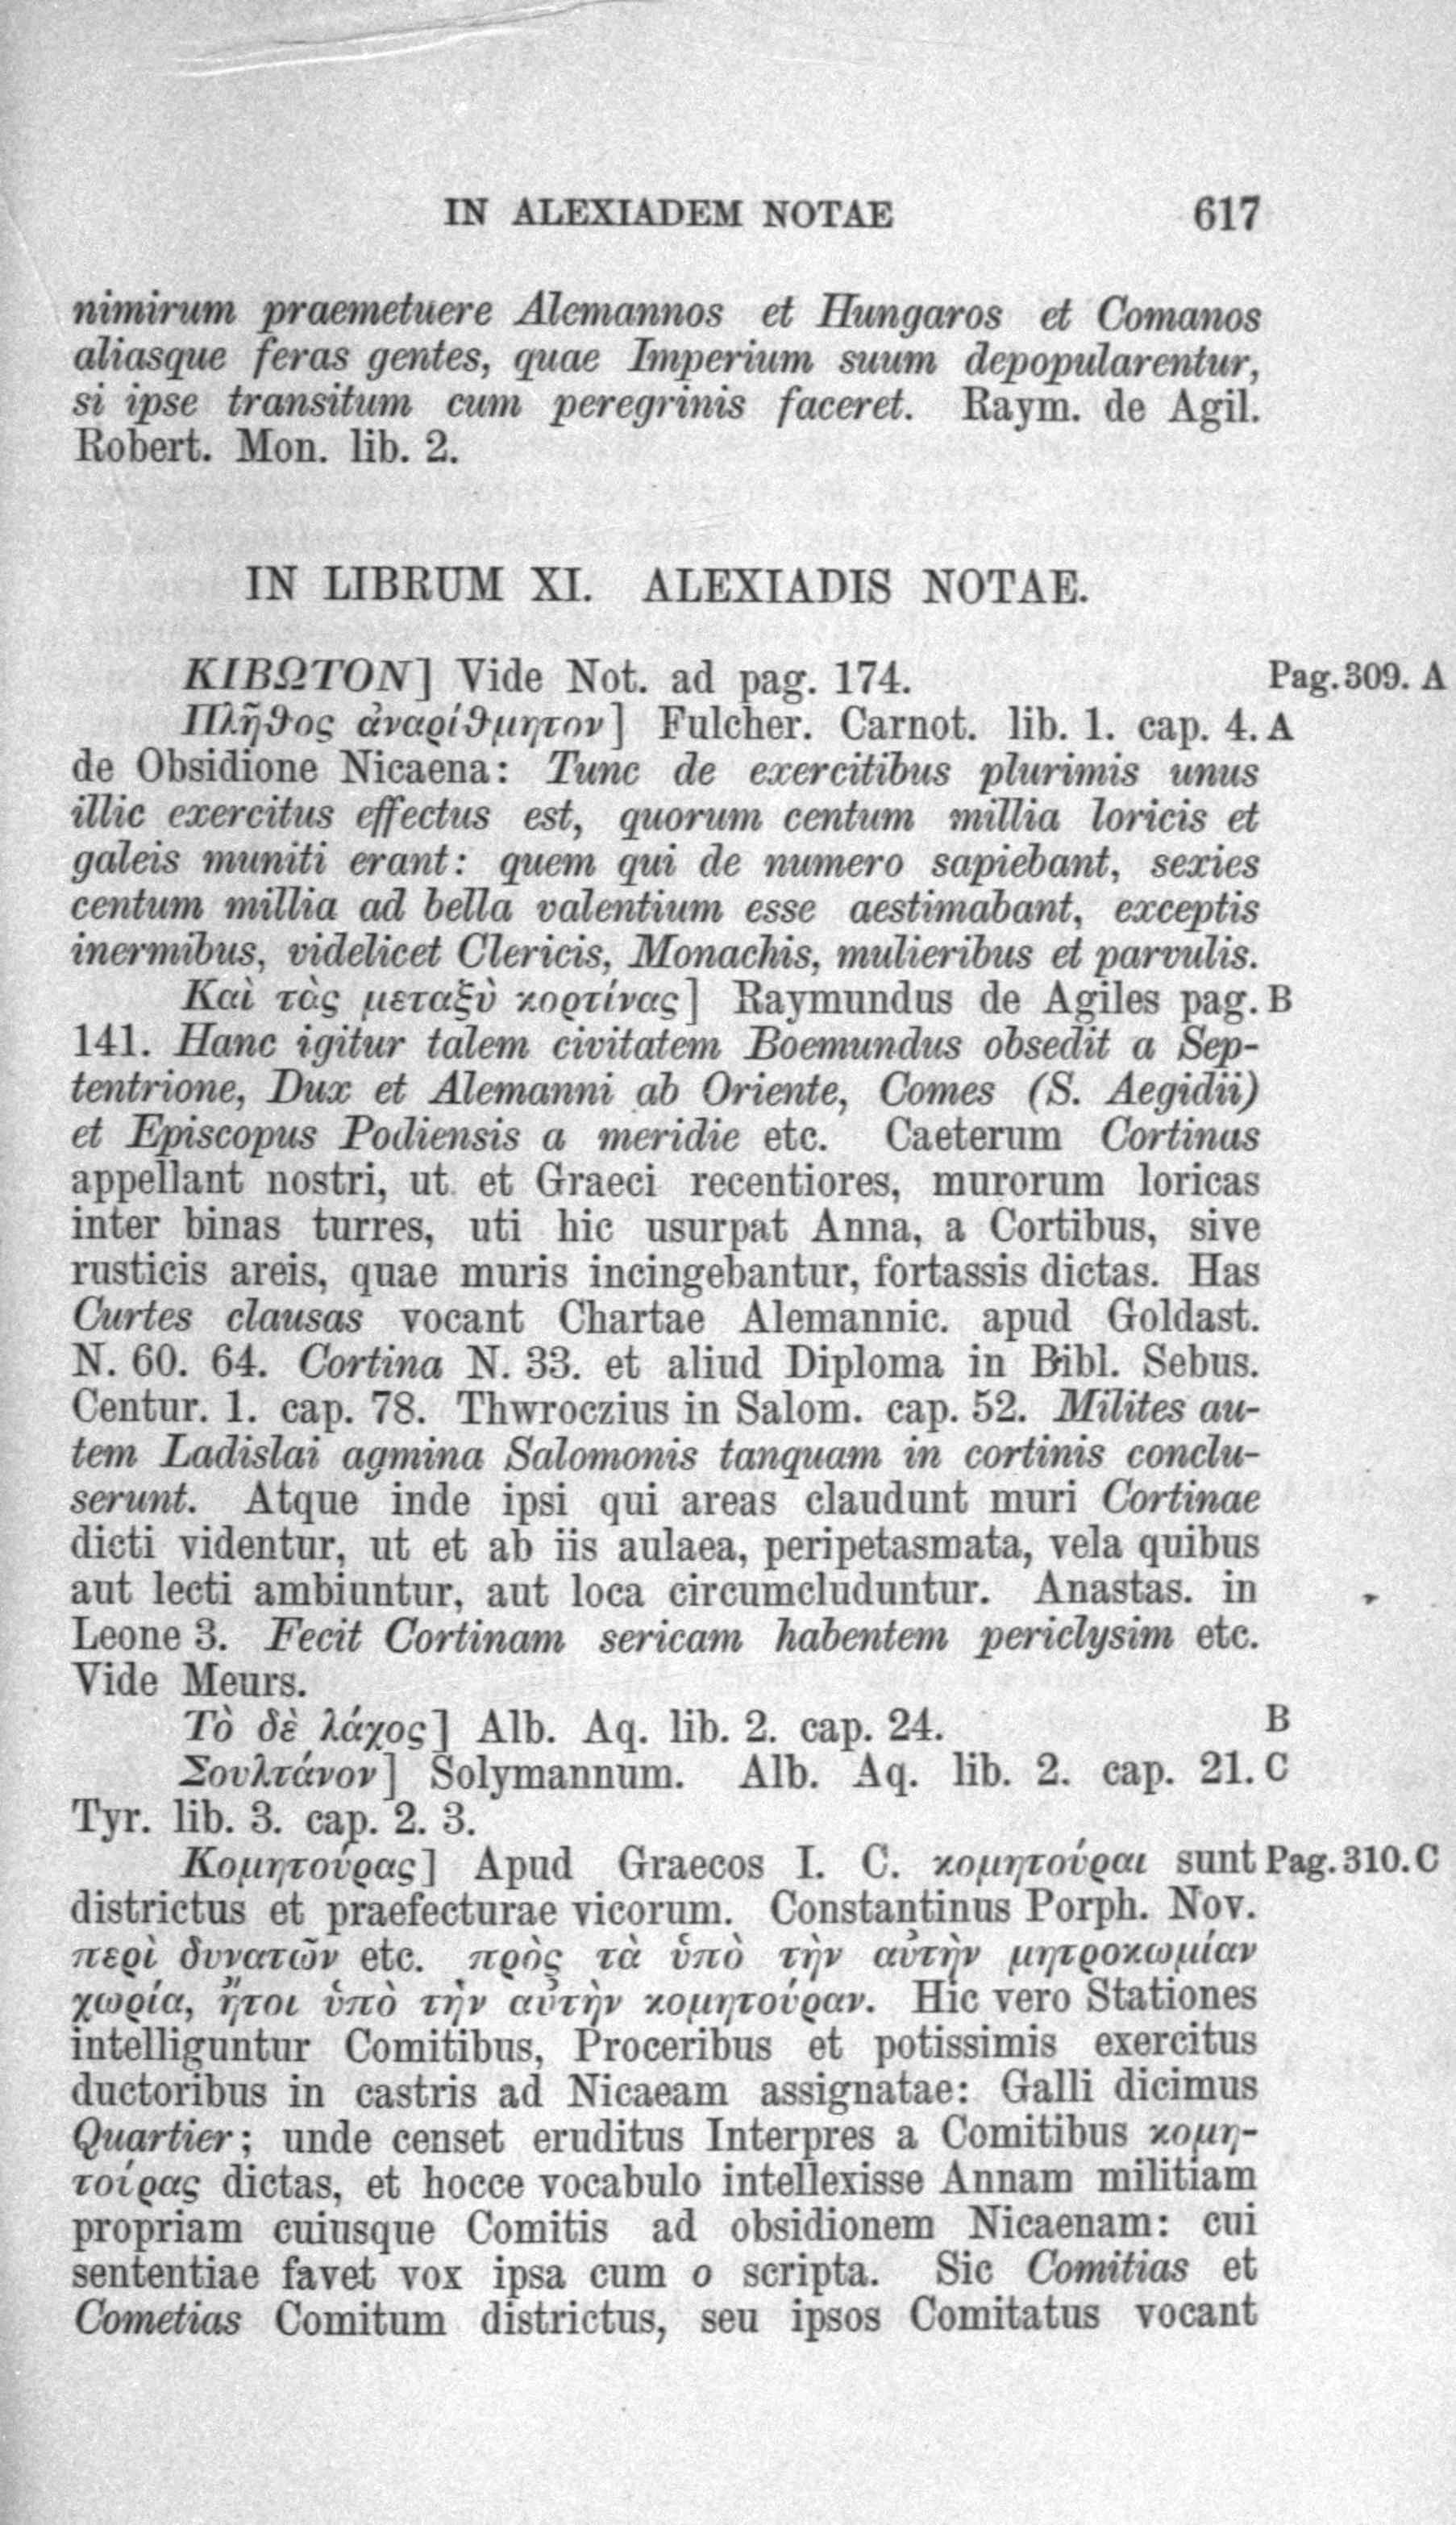 IN ALEXIADEM NOTAE 617
nimirum praemetuere Alemannos et Hungaros et Comanos
aliasque feras gentes, quae Imperium suum depopularentur,
si ipse transitum cum peregrinis faceret. Raym. de Agil.
Robert. Mon. lib. 2.
IN LIBRUM XI. ALEXIADIS NOTAE.
ΚΙΒΩΤΟΝ] Vide Not. ad pag. 174. Pag. 309. A
Πλῆθος ἀναρίθμητον] Fulcher. Carnot. lib. 1. cap. 4. A
de Obsidione Nicaena: Tunc de exercitibus plurimis unus
illic exercitus effectus est, quorum centum millia loricis et
galeis muniti erant: quem qui de numero sapiebant, sexies
centum millia ad bella valentium esse aestimabant, exceptis
inermibus, videlicet Clericis, Monachis, mulieribus et parvulis.
Καὶ τὰς μεταξὺ κορτίνας] Raymundus de Agiles pag. B
141. Hanc igitur talem civitatem Boemundus obsedit a Sep-
tentrione, Dux et Alemanni ab Oriente, Comes (S. Aegidii)
et Episcopus Podiensis a meridie etc. Caeterum Cortinas
appellant nostri, ut et Graeci recentiores, murorum loricas
inter binas turres, uti hic usurpat Anna, a Cortibus, sive
rusticis areis, quae muris incingebantur, fortassis dictas. Has
Curtes clausas vocant Chartae Alemannic. apud Goldast.
N. 60. 64. Cortina N. 33. et aliud Diploma in Bibl. Sebus.
Centur. 1. cap. 78. Thwroczius in Salom. cap. 52. Milites au-
tem Ladislai agmina Salomonis tanquam in cortinis conclu-
serunt. Atque inde ipsi qui areas claudunt muri Cortinae
dicti videntur, ut et ab iis aulaea, peripetasmata, vela quibus
aut lecti ambiuntur, aut loca circumcluduntur. Anastas. in
Leone 3. Fecit Cortinam sericam habentem periclysim etc.
Vide Meurs.
Τὸ δὲ λάχος] Alb. Aq. lib. 2. cap. 24. B
Σουλτάνον] Solymannum. Alb. Aq. lib. 2. cap. 21. C
Tyr. lib. 3. cap. 2. 3.
Κομητούρας] Apud Graecos I. C. κομητούραι sunt Pag. 310. C
districtus et praefecturae vicorum. Constantinus Porph. Nov.
περὶ δυνατῶν etc. πρὸς τὰ ὑπὸ τὴν αὐτὴν μητροκωμίαν
χωρία, ἤτοι ὑπὸ τὴν αὐτὴν κομητούραν. Hic vero Stationes
intelliguntur Comitibus, Proceribus et potissimis exercitus
ductoribus in castris ad Nicaeam assignatae: Galli dicimus
Quartier; unde censet eruditus Interpres a Comitibus κομη-
τοίρας dictas, et hocce vocabulo intellexisse Annam militiam
propriam cuiusque Comitis ad obsidionem Nicaenam: cui
sententiae favet vox ipsa cum o scripta. Sic Comitias et
Cometias Comitum districtus, seu ipsos Comitatus vocant